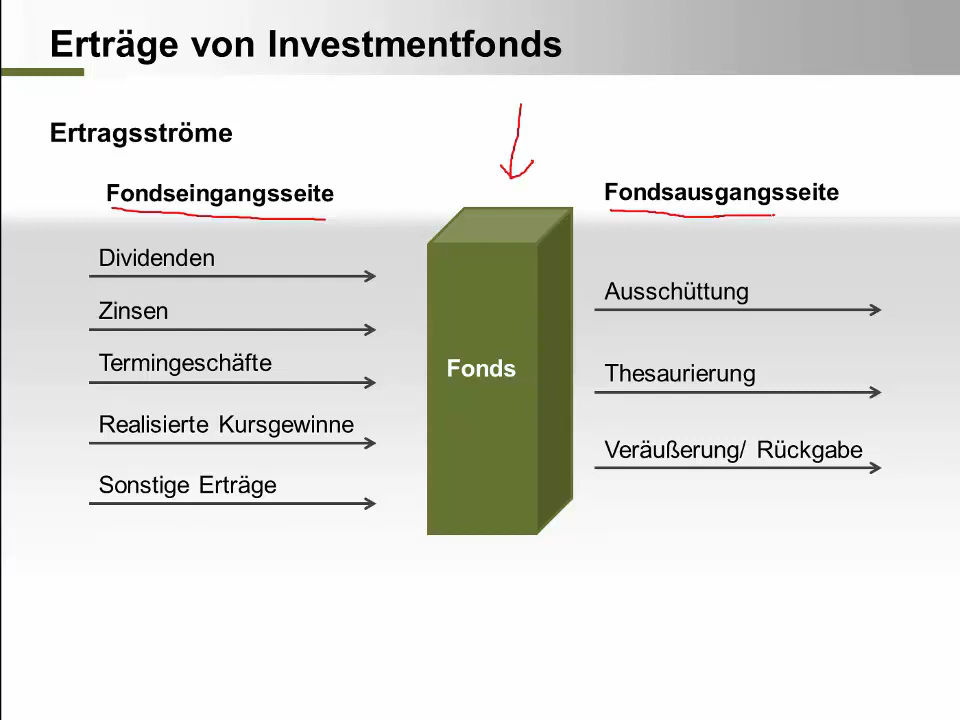 Erträge von Investmentfonds
Ertragsströme
Fondseingangsseite
Dividenden
Zinsen
Termingeschäfte
Realisierte Kursgewinne
Sonstige Erträge
Fonds
Fondsausgangsseite
Ausschüttung
Thesaurierung
Veräußerung/ Rückgabe